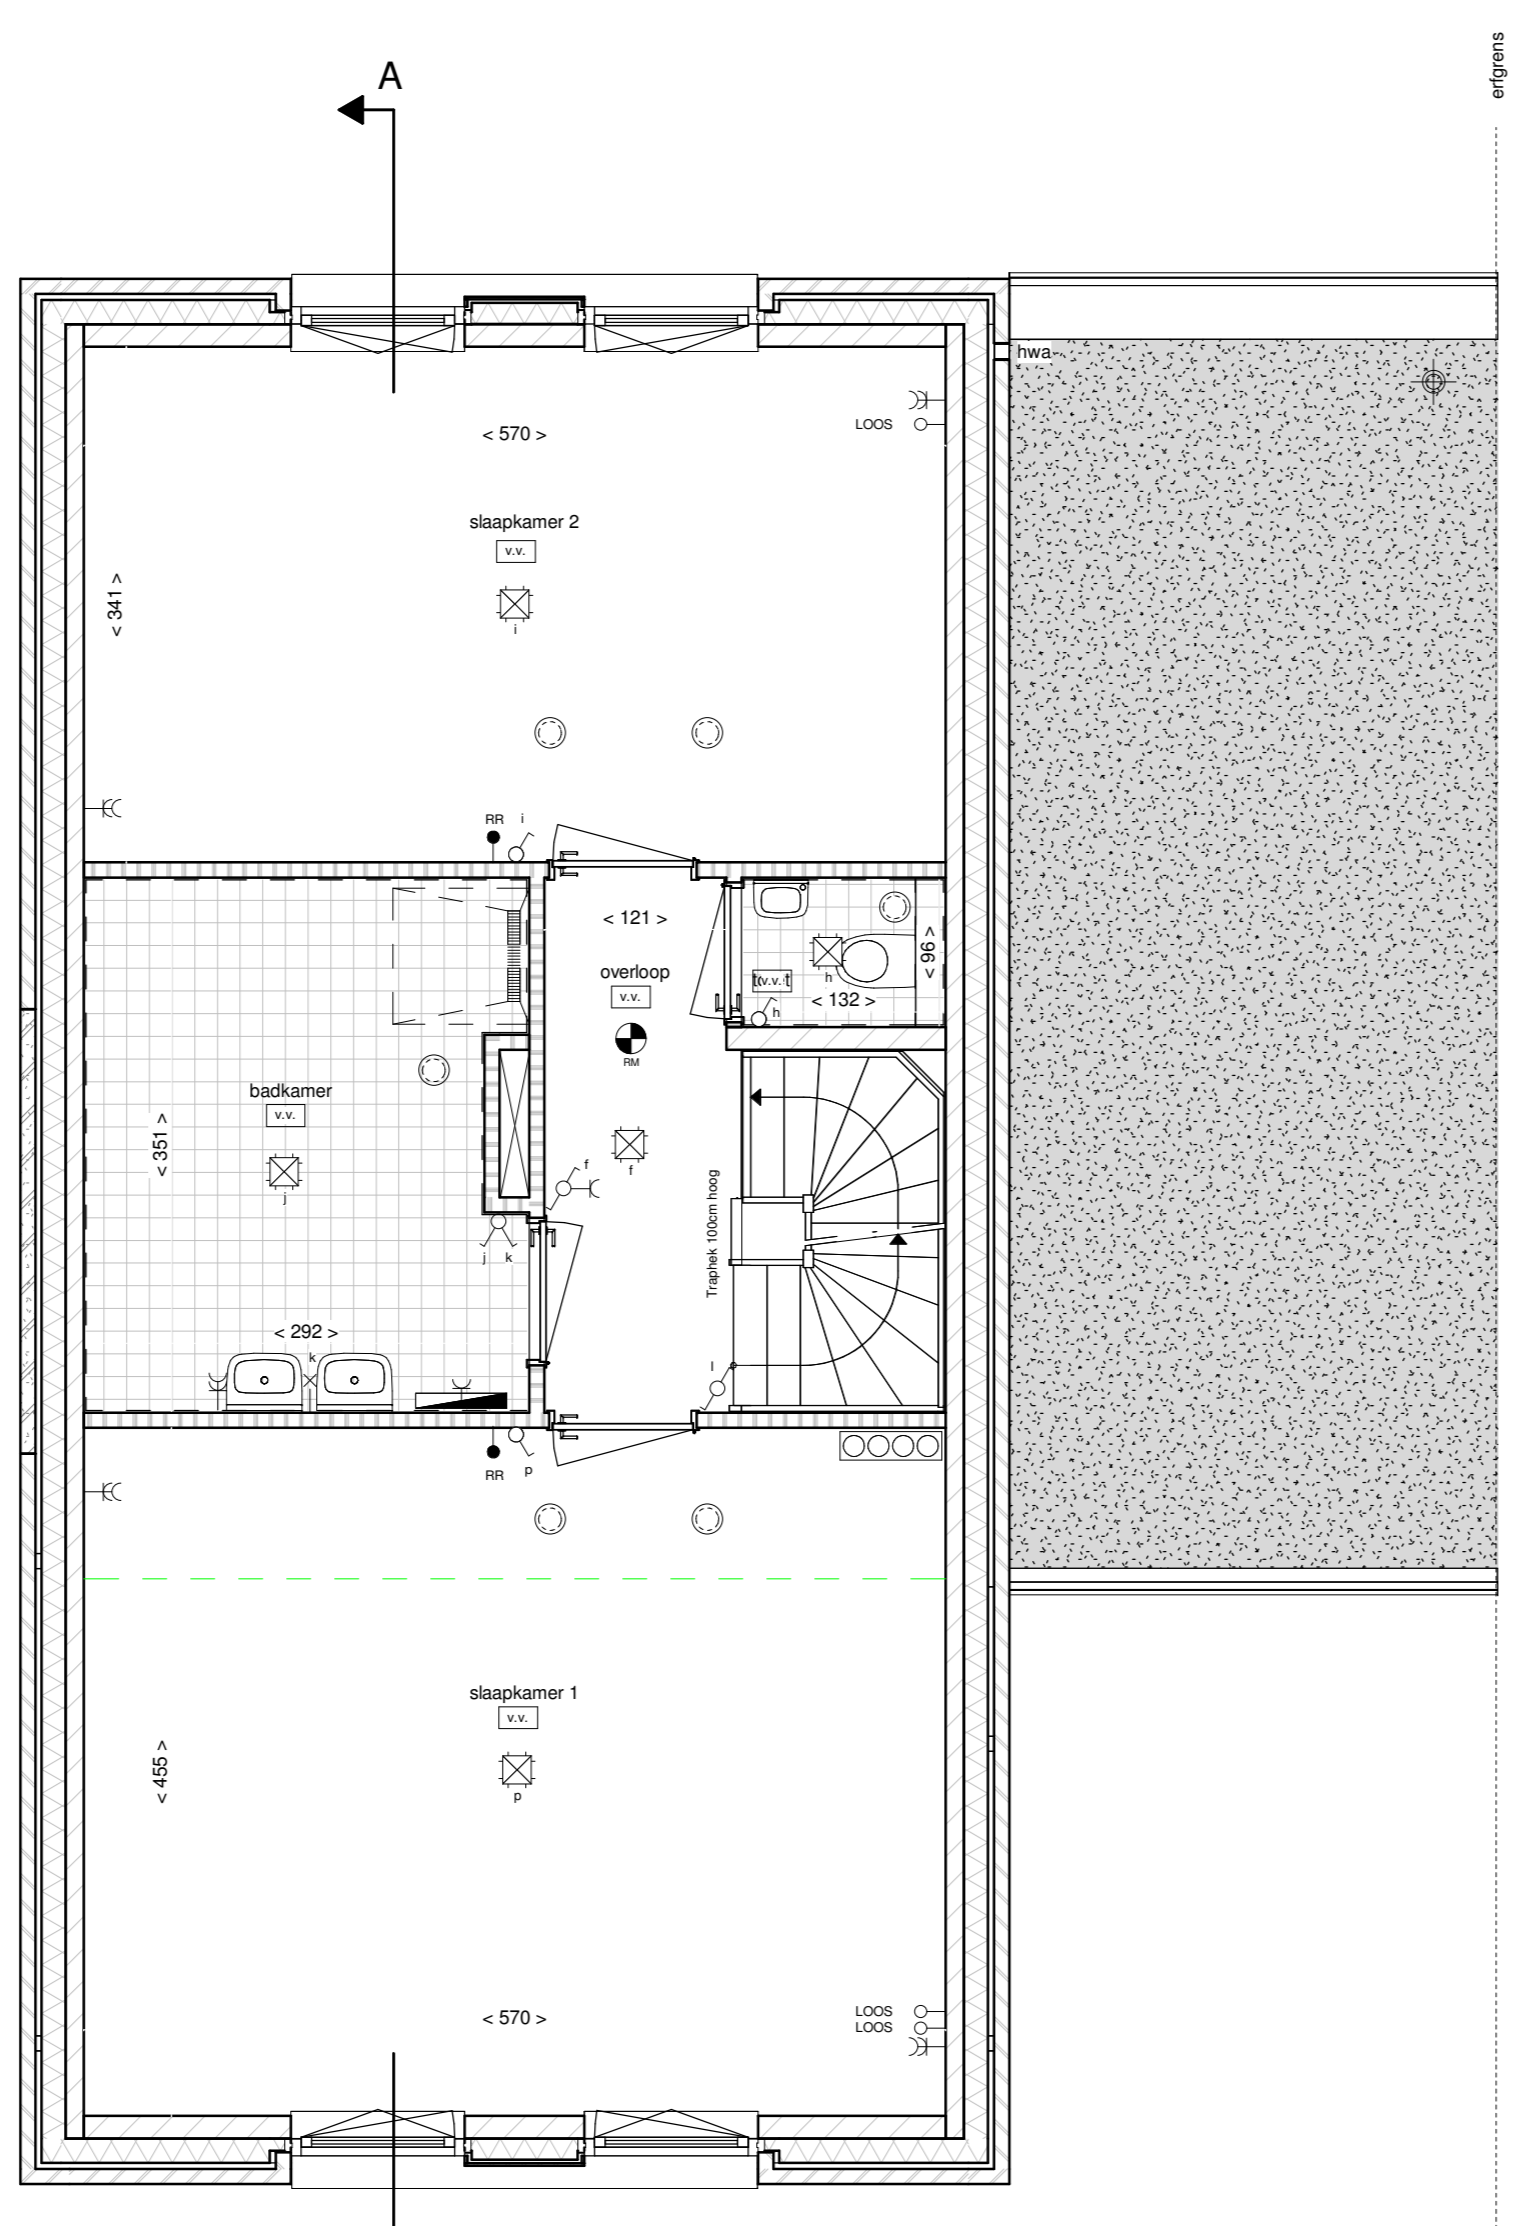 A
erfgrens
hwa
< 570 >
LOOS
slaapkamer 2
v.v.
i
< 341 >
RR
i
< 121 >
overloop
v.v.
RM
f
f
< 96 >
v.v.
h
< 132 >
h
badkamer
v.v.
j
< 351 >
j
k
Traphek 100cm hoog
< 292 >
k
l
RR
p
slaapkamer 1
v.v.
p
< 455 >
< 570 >
LOOS
LOOS